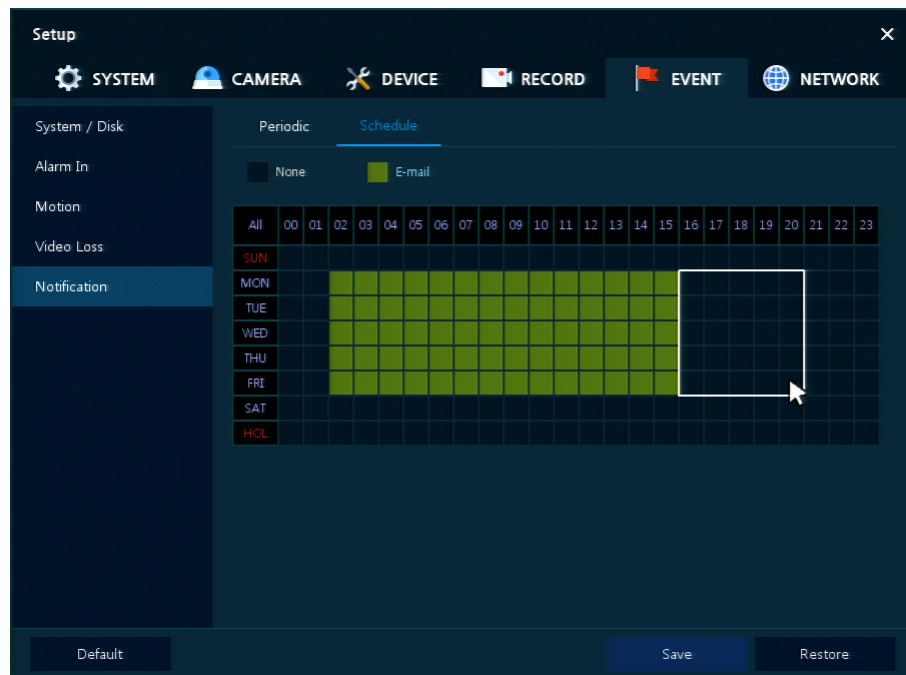 Setup
SYSTEM CAMERA DEVICE RECORD EVENT NETWORK
System / Disk
Alarm In
Motion
Video Loss
Notification
Periodic Schedule
None E-mail
All 00 01 02 03 04 05 06 07 08 09 10 11 12 13 14 15 16 17 18 19 20 21 22 23
SUN
MON
TUE
WED
THU
FRI
SAT
HOL
Default Save Restore